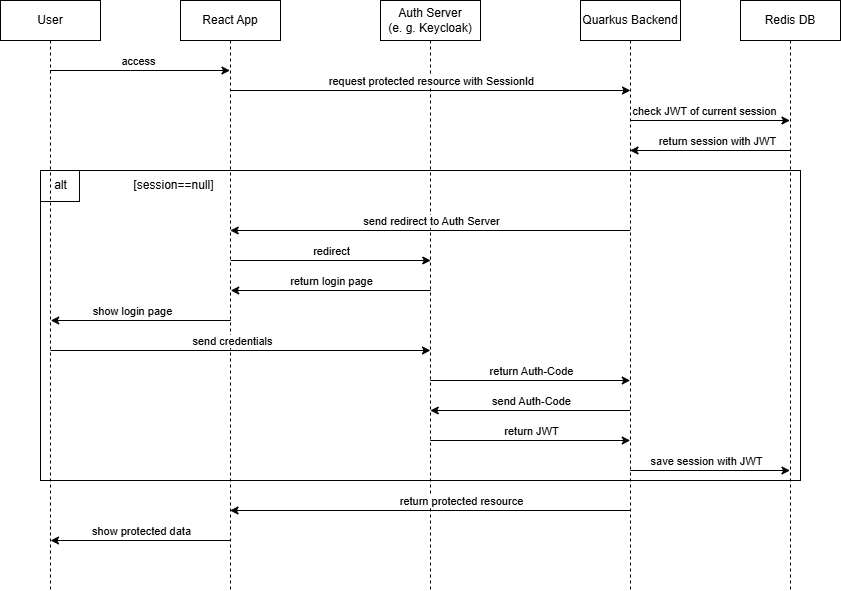 User
React App
Auth Server
(e. g. Keycloak)
Quarkus Backend
Redis DB
access
request protected resource with SessionId
check JWT of current session
return session with JWT
alt
[session==null]
send redirect to Auth Server
redirect
return login page
show login page
send credentials
return Auth-Code
send Auth-Code
return JWT
save session with JWT
return protected resource
show protected data